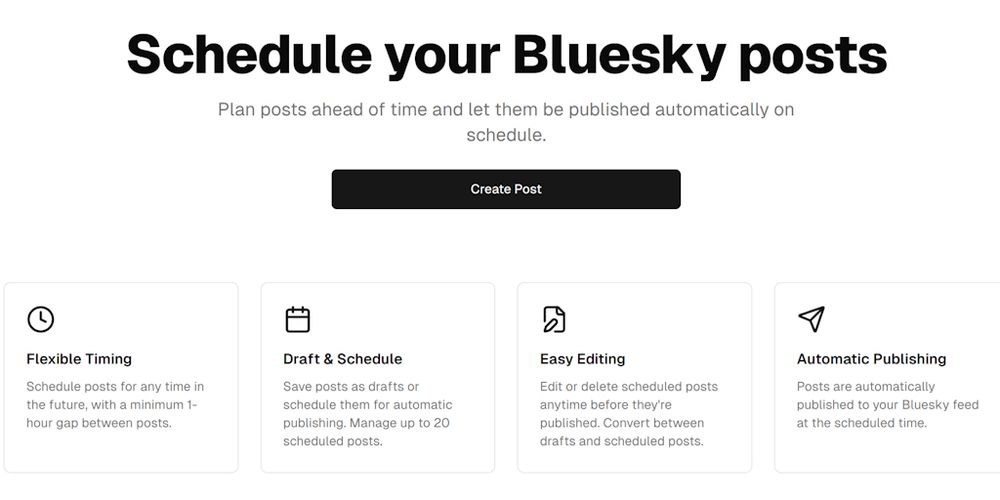 Schedule your Bluesky posts
Plan posts ahead of time and let them be published automatically on
schedule.
Create Post
Flexible Timing
Schedule posts for any time in
the future, with a minimum 1-
hour gap between posts.
Draft & Schedule
Save posts as drafts or
schedule them for automatic
publishing. Manage up to 20
scheduled posts.
Easy Editing
Edit or delete scheduled posts
anytime before they're
published. Convert between
drafts and scheduled posts.
Automatic Publishing
Posts are automatically
published to your Bluesky feed
at the scheduled time.